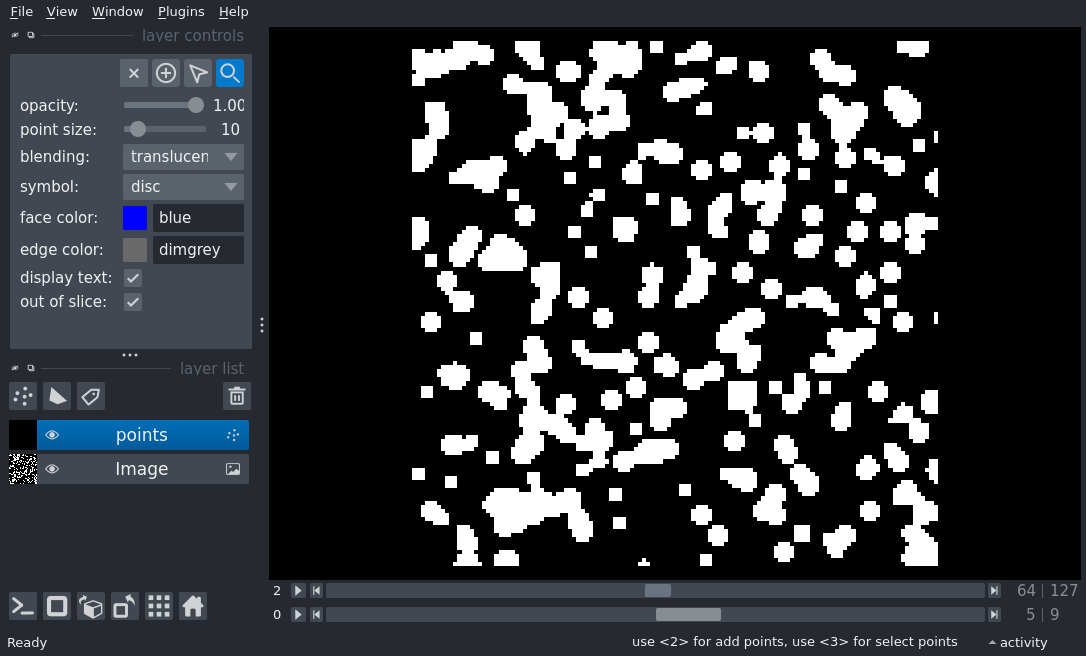 File View Window Plugins Help
layer controls
opacity: 1.00
point size: 10
blending: translucen
symbol: disc
face color: blue
edge color: dimgrey
display text:
out of slice:
layer list
points
Image
2 64 127
0 5 9
Ready use <2> for add points, use <3> for select points activity